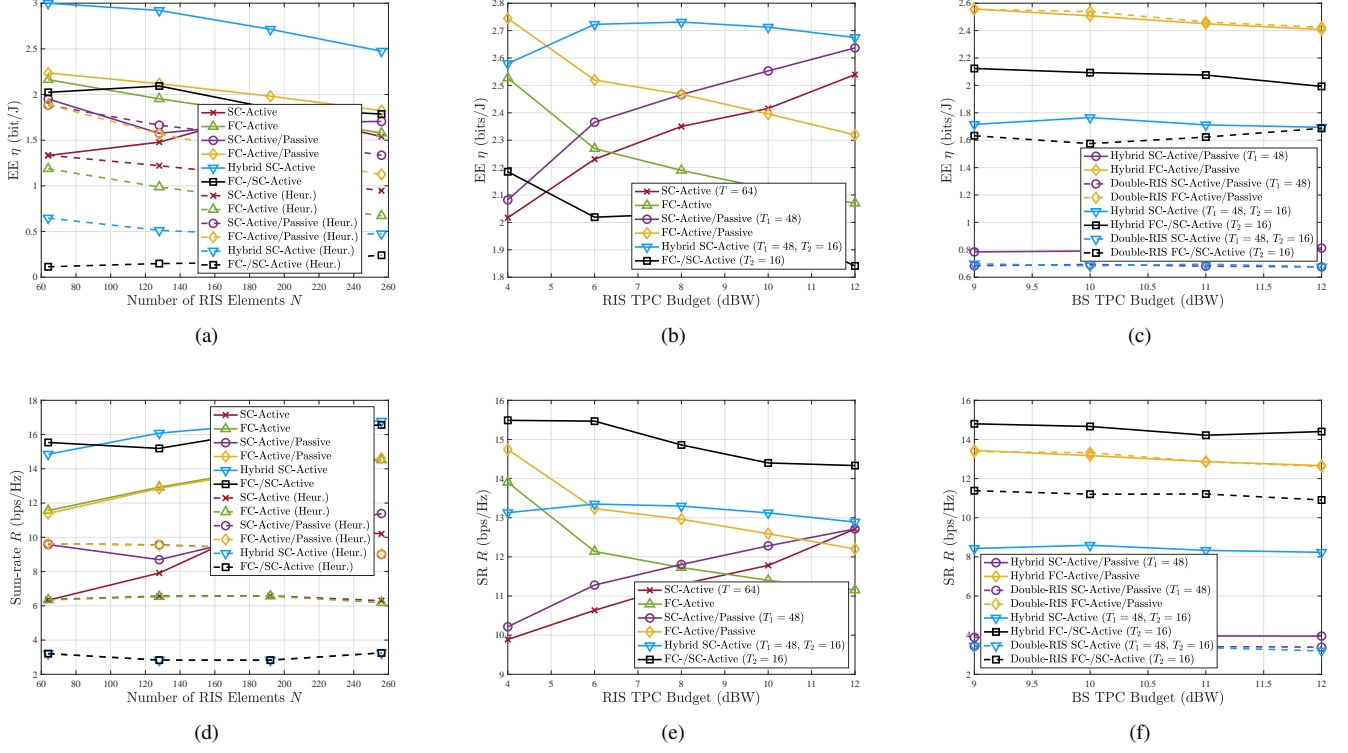 3
2.5
2
1.5
1
0.5
0
EE η (bit/J)
SC-Active
FC-Active
SC-Active/Passive
FC-Active/Passive
Hybrid SC-Active
FC-/SC-Active
SC-Active (Heur.)
FC-Active (Heur.)
SC-Active/Passive (Heur.)
FC-Active/Passive (Heur.)
Hybrid SC-Active (Heur.)
FC-/SC-Active (Heur.)
60 80 100 120 140 160 180 200 220 240 260
Number of RIS Elements N
(a)
2.8
2.7
2.6
2.5
2.4
2.3
2.2
2.1
2
1.9
1.8
EE η (bits/J)
SC-Active (T = 64)
FC-Active
SC-Active/Passive (T₁ = 48)
FC-Active/Passive
Hybrid SC-Active (T₁ = 48, T₂ = 16)
FC-/SC-Active (T₂ = 16)
4 6 8 10 12
RIS TPC Budget (dBW)
(b)
2.6
2.4
2.2
2
1.8
1.6
1.4
1.2
1
0.8
0.6
EE η (bits/J)
Hybrid SC-Active/Passive (T₁ = 48)
Hybrid FC-Active/Passive
Double-RIS SC-Active/Passive (T₁ = 48)
Double-RIS FC-Active/Passive
Hybrid SC-Active (T₁ = 48, T₂ = 16)
Hybrid FC-/SC-Active (T₂ = 16)
Double-RIS SC-Active (T₁ = 48, T₂ = 16)
Double-RIS FC-/SC-Active (T₂ = 16)
9 9.5 10 10.5 11 11.5 12
BS TPC Budget (dBW)
(c)
18
16
14
12
10
8
6
4
2
Sum-rate R (bps/Hz)
SC-Active
FC-Active
SC-Active/Passive
FC-Active/Passive
Hybrid SC-Active
FC-/SC-Active
SC-Active (Heur.)
FC-Active (Heur.)
SC-Active/Passive (Heur.)
FC-Active/Passive (Heur.)
Hybrid SC-Active (Heur.)
FC-/SC-Active (Heur.)
60 80 100 120 140 160 180 200 220 240 260
Number of RIS Elements N
(d)
17
16
15
14
13
12
11
10
9
SR R (bps/Hz)
SC-Active (T = 64)
FC-Active
SC-Active/Passive (T₁ = 48)
FC-Active/Passive
Hybrid SC-Active (T₁ = 48, T₂ = 16)
FC-/SC-Active (T₂ = 16)
4 6 8 10 12
RIS TPC Budget (dBW)
(e)
16
14
12
10
8
6
4
2
SR R (bps/Hz)
Hybrid SC-Active/Passive (T₁ = 48)
Hybrid FC-Active/Passive
Double-RIS SC-Active/Passive (T₁ = 48)
Double-RIS FC-Active/Passive
Hybrid SC-Active (T₁ = 48, T₂ = 16)
Hybrid FC-/SC-Active (T₂ = 16)
Double-RIS SC-Active (T₁ = 48, T₂ = 16)
Double-RIS FC-/SC-Active (T₂ = 16)
9 9.5 10 10.5 11 11.5 12
BS TPC Budget (dBW)
(f)